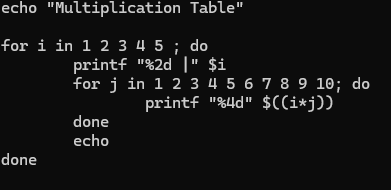 echo "Multiplication Table"

for i in 1 2 3 4 5 ; do
        printf "%2d |" $i
        for j in 1 2 3 4 5 6 7 8 9 10; do
                printf "%4d" $((i*j))
        done
        echo
done